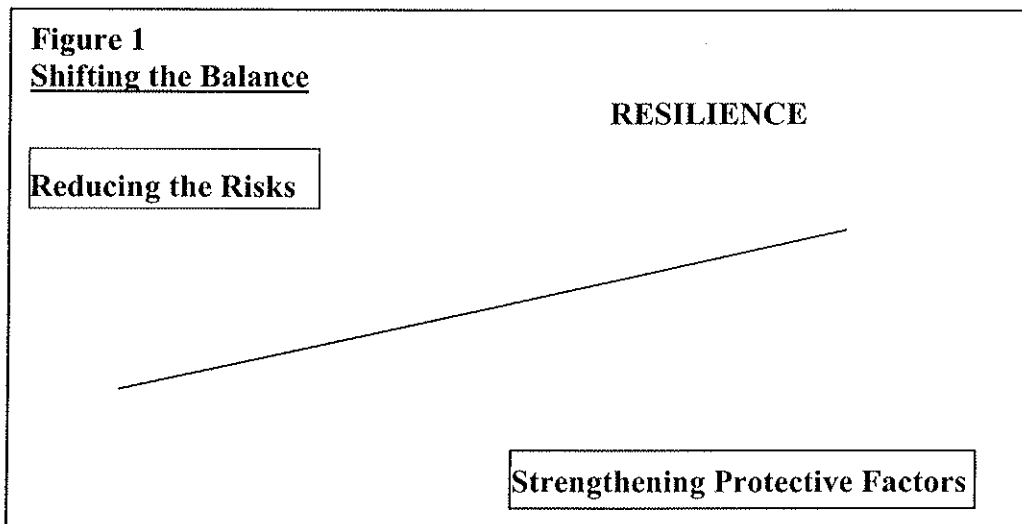 Figure 1
Shifting the Balance
RESILIENCE
Reducing the Risks
Strengthening Protective Factors